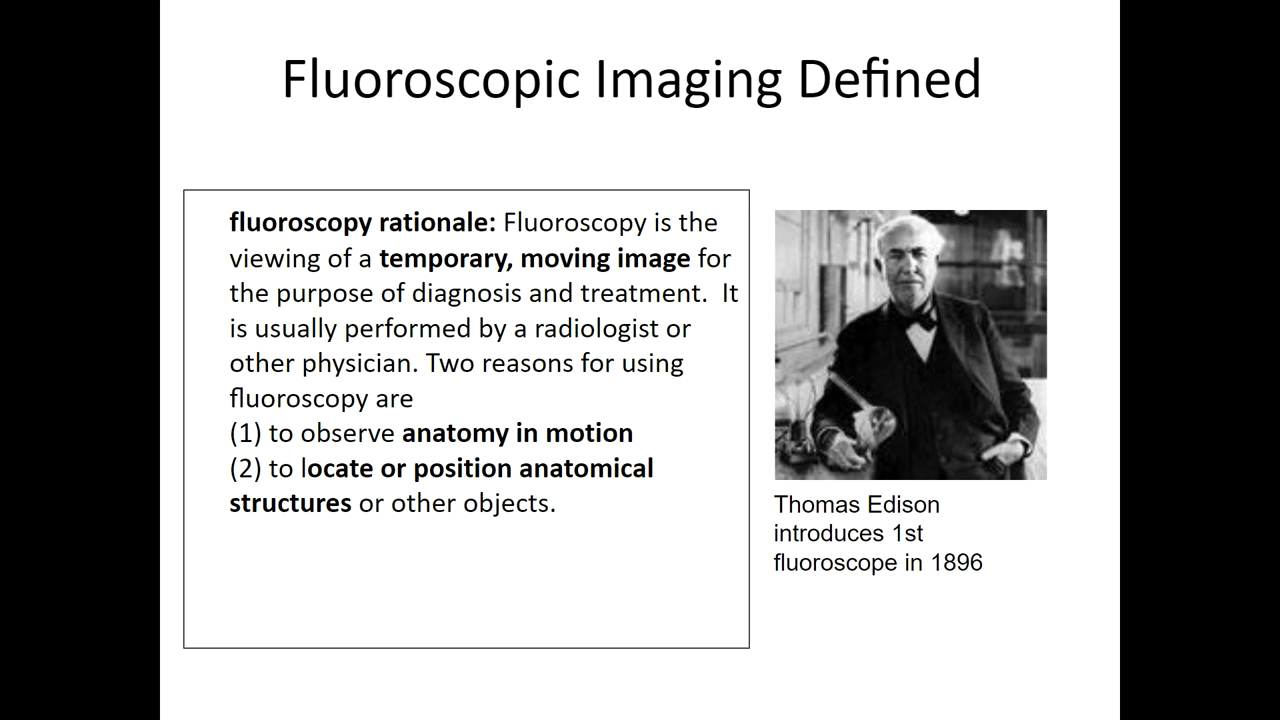 Fluoroscopic Imaging Defined
fluoroscopy rationale: Fluoroscopy is the
viewing of a temporary, moving image for
the purpose of diagnosis and treatment.  It
is usually performed by a radiologist or
other physician. Two reasons for using
fluoroscopy are
(1) to observe anatomy in motion
(2) to locate or position anatomical
structures or other objects.
Thomas Edison
introduces 1st
fluoroscope in 1896